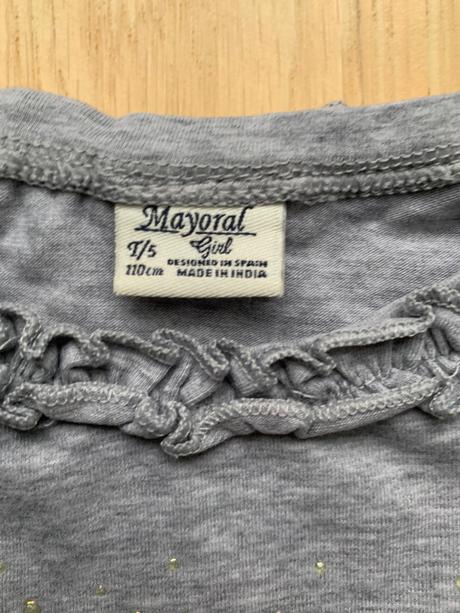 Mayoral
Girl
T/5
110cm
DESIGNED IN SPAIN
MADE IN INDIA